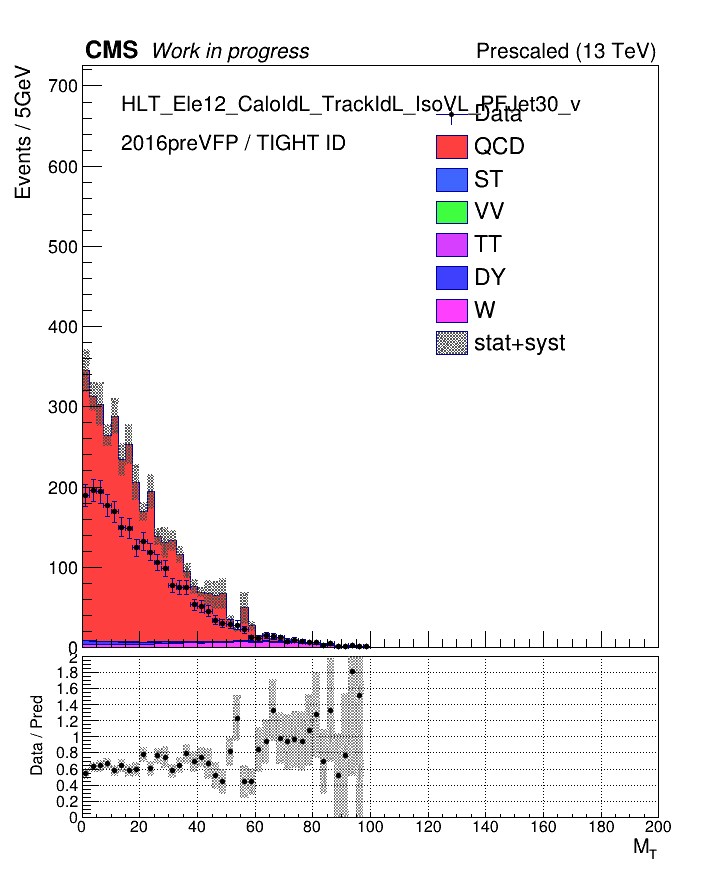 CMS Work in progress Prescaled (13 TeV)
Events / 5GeV
700
600
500
400
300
200
100
0
HLT_Ele12_CaloIdL_TrackIdL_IsoVL_PFJet30_v
2016preVFP / TIGHT ID
Data
QCD
ST
VV
TT
DY
W
stat+syst
Data / Pred
2
1.8
1.6
1.4
1.2
1
0.8
0.6
0.4
0.2
0
0 20 40 60 80 100 120 140 160 180 200
M_T